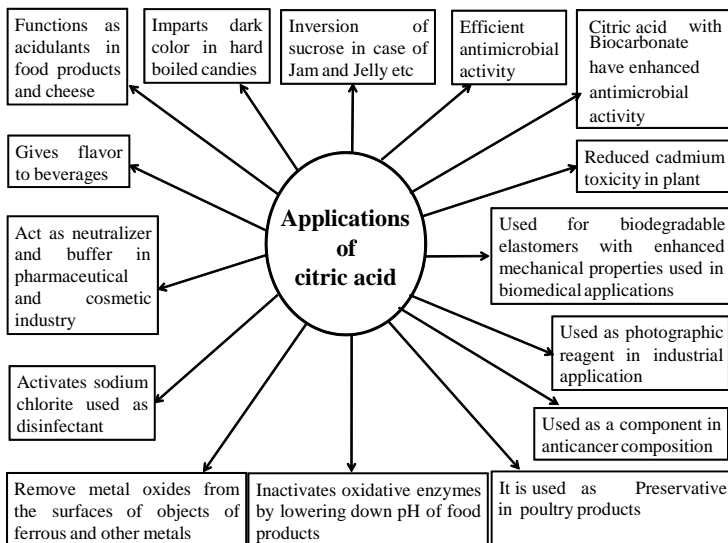 Functions as
acidulants in
food products
and cheese
Imparts dark
color in hard
boiled candies
Inversion of
sucrose in case of
Jam and Jelly etc
Efficient
antimicrobial
activity
Citric acid with
Biocarbonate
have enhanced
antimicrobial
activity
Gives flavor
to beverages
Reduced cadmium
toxicity in plant
Applications
of
citric acid
Act as neutralizer
and buffer in
pharmaceutical
and cosmetic
industry
Used for biodegradable
elastomers with enhanced
mechanical properties used in
biomedical applications
Used as photographic
reagent in industrial
application
Activates sodium
chlorite used as
disinfectant
Used as a component in
anticancer composition
Remove metal oxides from
the surfaces of objects of
ferrous and other metals
Inactivates oxidative enzymes
by lowering down pH of food
products
It is used as Preservative
in poultry products